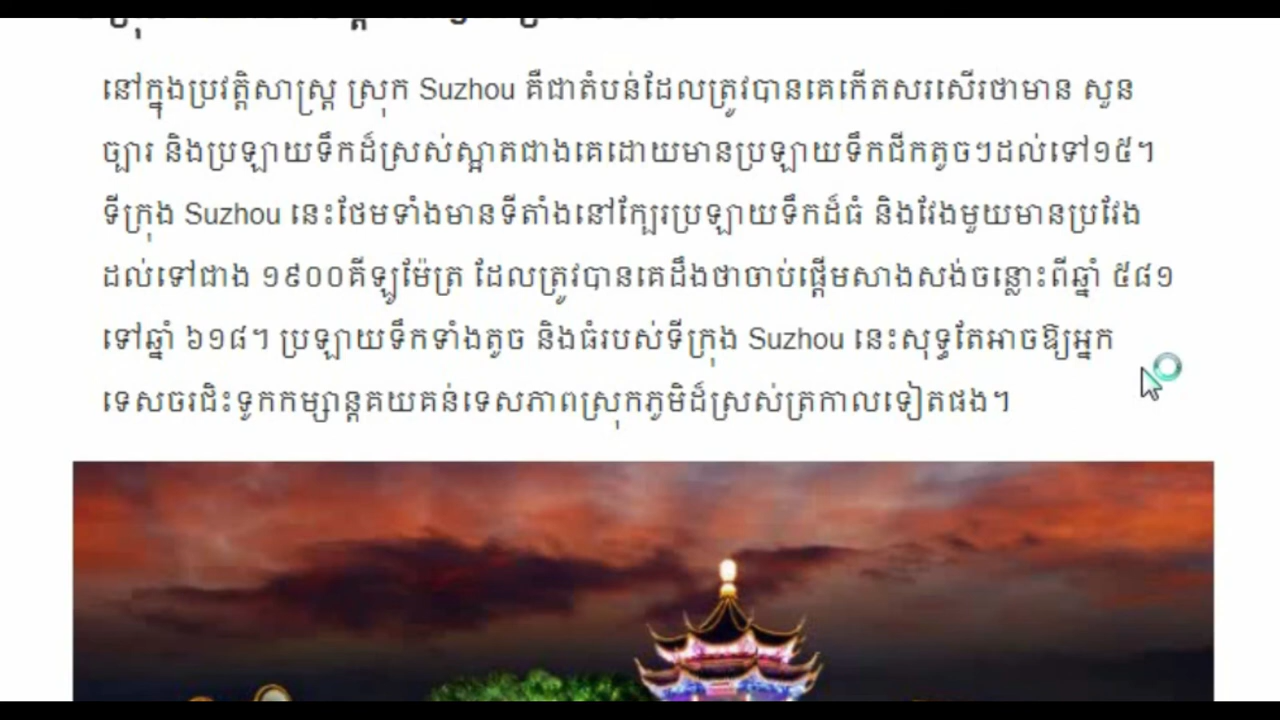 នៅក្នុងប្រវត្តិសាស្ត្រ ស្រុក Suzhou គឺជាតំបន់ដែលត្រូវបានគេកើតសរសើរថាមាន សួន
ច្បារ និងប្រឡាយទឹកដ៏ស្រស់ស្អាតជាងគេដោយមានប្រឡាយទឹកជីកតូចៗដល់ទៅ១៥។
ទីក្រុង Suzhou នេះថែមទាំងមានទីតាំងនៅក្បែរប្រឡាយទឹកដ៏ធំ និងវែងមួយមានប្រវែង
ដល់ទៅជាង ១៩០០គីឡូម៉ែត្រ ដែលត្រូវបានគេដឹងថាចាប់ផ្តើមសាងសង់ចន្លោះពីឆ្នាំ ៥៨១
ទៅឆ្នាំ ៦១៨។ ប្រឡាយទឹកទាំងតូច និងធំរបស់ទីក្រុង Suzhou នេះសុទ្ធតែអាចឱ្យអ្នក
ទេសចរជិះទូកកម្សាន្តគយគន់ទេសភាពស្រុកភូមិដ៏ស្រស់ត្រកាលទៀតផង។